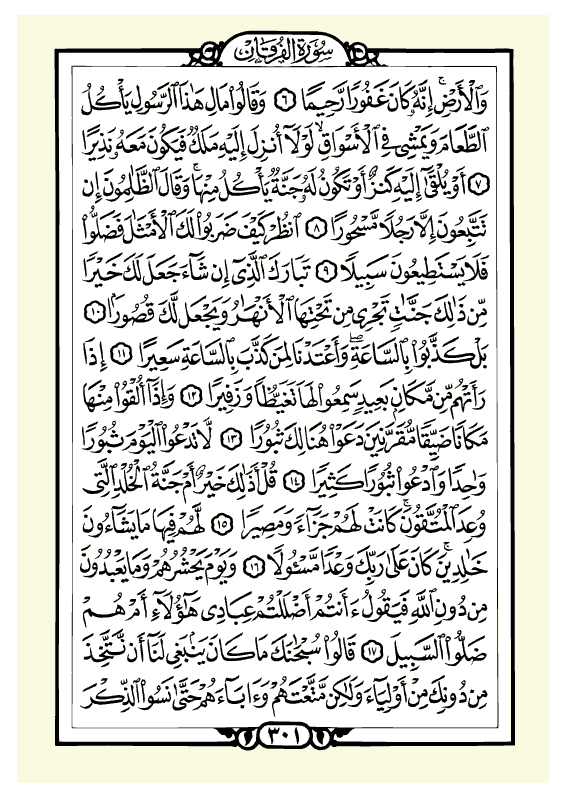 سُورَةُ الفُرْقَانِ
وَالْأَرْضِ ۚ إِنَّهُ كَانَ غَفُورًا رَّحِيمًا ﴿٦﴾ وَقَالُوا مَالِ هَٰذَا الرَّسُولِ يَأْكُلُ
الطَّعَامَ وَيَمْشِي فِي الْأَسْوَاقِ ۙ لَوْلَا أُنزِلَ إِلَيْهِ مَلَكٌ فَيَكُونَ مَعَهُ نَذِيرًا
﴿٧﴾ أَوْ يُلْقَىٰ إِلَيْهِ كَنزٌ أَوْ تَكُونُ لَهُ جَنَّةٌ يَأْكُلُ مِنْهَا ۚ وَقَالَ الظَّالِمُونَ إِن
تَتَّبِعُونَ إِلَّا رَجُلًا مَّسْحُورًا ﴿٨﴾ انظُرْ كَيْفَ ضَرَبُوا لَكَ الْأَمْثَالَ فَضَلُّوا
فَلَا يَسْتَطِيعُونَ سَبِيلًا ﴿٩﴾ تَبَارَكَ الَّذِي إِن شَاءَ جَعَلَ لَكَ خَيْرًا
مِّن ذَٰلِكَ جَنَّاتٍ تَجْرِي مِن تَحْتِهَا الْأَنْهَارُ وَيَجْعَل لَّكَ قُصُورًا ﴿١٠﴾
بَلْ كَذَّبُوا بِالسَّاعَةِ ۖ وَأَعْتَدْنَا لِمَن كَذَّبَ بِالسَّاعَةِ سَعِيرًا ﴿١١﴾ إِذَا
رَأَتْهُم مِّن مَّكَانٍ بَعِيدٍ سَمِعُوا لَهَا تَغَيُّظًا وَزَفِيرًا ﴿١٢﴾ وَإِذَا أُلْقُوا مِنْهَا
مَكَانًا ضَيِّقًا مُّقَرَّنِينَ دَعَوْا هُنَالِكَ ثُبُورًا ﴿١٣﴾ لَّا تَدْعُوا الْيَوْمَ ثُبُورًا
وَاحِدًا وَادْعُوا ثُبُورًا كَثِيرًا ﴿١٤﴾ قُلْ أَذَٰلِكَ خَيْرٌ أَمْ جَنَّةُ الْخُلْدِ الَّتِي
وُعِدَ الْمُتَّقُونَ ۚ كَانَتْ لَهُمْ جَزَاءً وَمَصِيرًا ﴿١٥﴾ لَّهُمْ فِيهَا مَا يَشَاءُونَ
خَالِدِينَ ۚ كَانَ عَلَىٰ رَبِّكَ وَعْدًا مَّسْئُولًا ﴿١٦﴾ وَيَوْمَ يَحْشُرُهُمْ وَمَا يَعْبُدُونَ
مِن دُونِ اللَّهِ فَيَقُولُ ءَأَنتُمْ أَضْلَلْتُمْ عِبَادِي هَٰؤُلَاءِ أَمْ هُمْ
ضَلُّوا السَّبِيلَ ﴿١٧﴾ قَالُوا سُبْحَانَكَ مَا كَانَ يَنبَغِي لَنَا أَن نَّتَّخِذَ
مِن دُونِكَ مِنْ أَوْلِيَاءَ وَلَٰكِن مَّتَّعْتَهُمْ وَءَابَاءَهُمْ حَتَّىٰ نَسُوا الذِّكْرَ
٣٠١